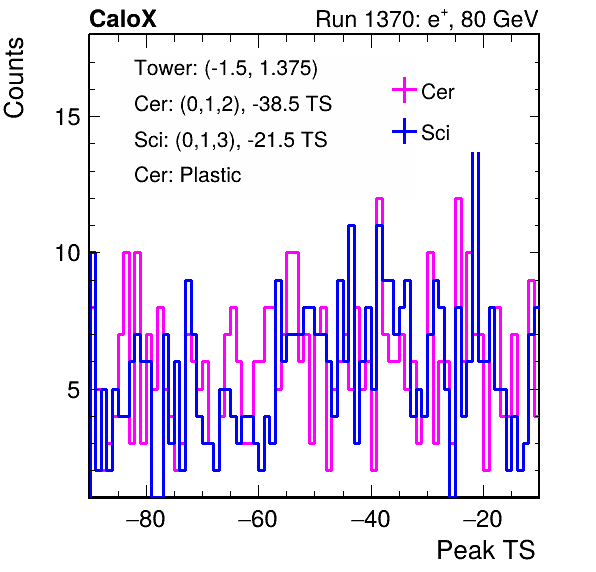 CaloX Run 1370: e⁺, 80 GeV
Counts
Tower: (-1.5, 1.375)
Cer: (0,1,2), -38.5 TS
Sci: (0,1,3), -21.5 TS
Cer: Plastic
Cer
Sci
15
10
5
−80 −60 −40 −20
Peak TS